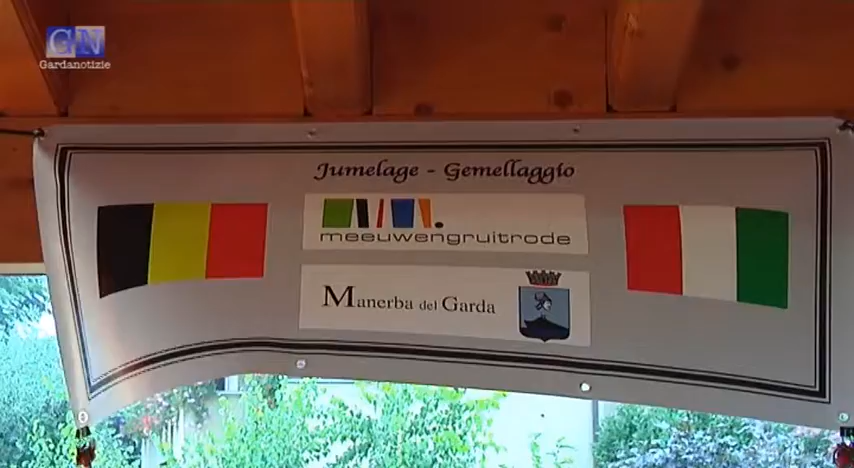 GN
Gardanotizie
Jumelage - Gemellaggio
meeuwengruitrode
Manerba del Garda